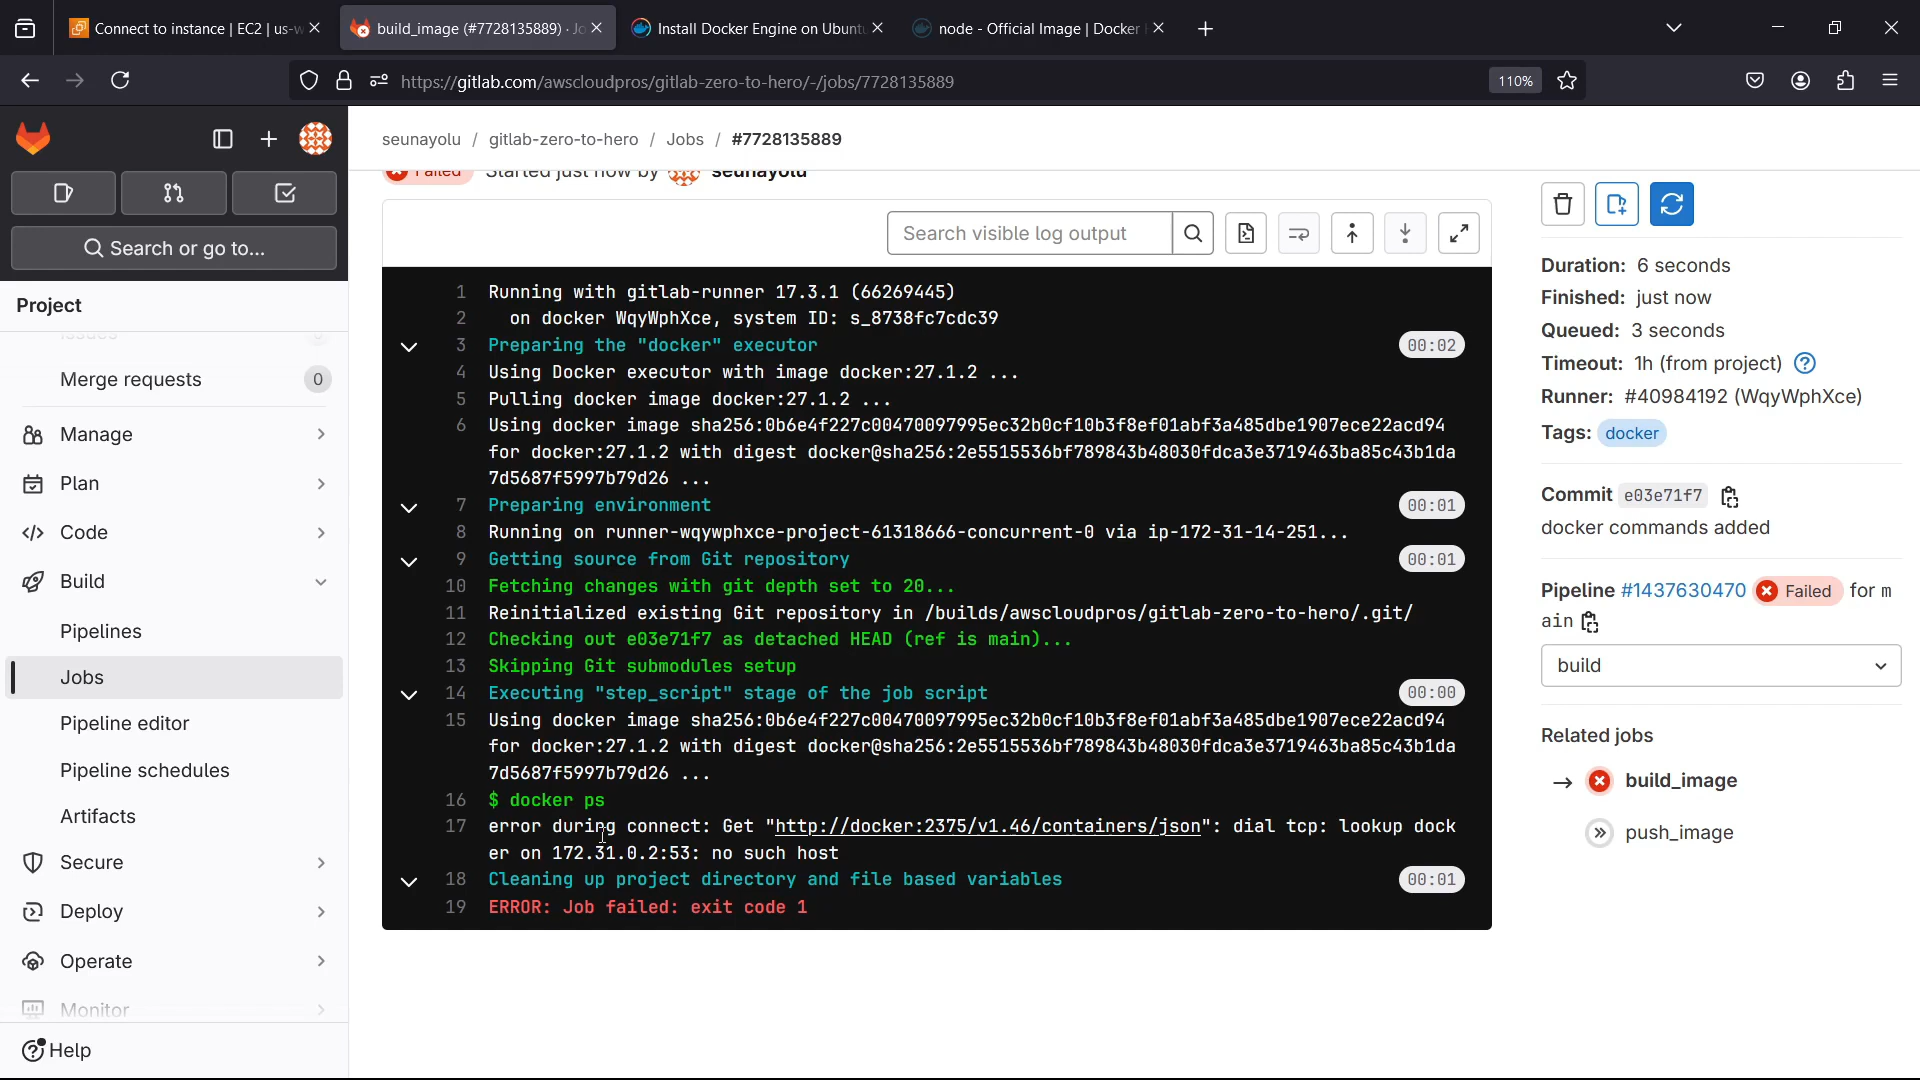 Connect to instance | EC2 | us-w
build_image (#7728135889) · Jo
Install Docker Engine on Ubunt
node - Official Image | Docker
https://gitlab.com/awscloudpros/gitlab-zero-to-hero/-/jobs/7728135889
110%
seunayolu / gitlab-zero-to-hero / Jobs / #7728135889
Failed Started just now by seunayolu
Search or go to...
Project
Issues
Merge requests 0
Manage
Plan
Code
Build
Pipelines
Jobs
Pipeline editor
Pipeline schedules
Artifacts
Secure
Deploy
Operate
Monitor
Help
Search visible log output
1 Running with gitlab-runner 17.3.1 (66269445)
2 on docker WqyWphXce, system ID: s_8738fc7cdc39
3 Preparing the "docker" executor 00:02
4 Using Docker executor with image docker:27.1.2 ...
5 Pulling docker image docker:27.1.2 ...
6 Using docker image sha256:0b6e4f227c00470097995ec32b0cf10b3f8ef01abf3a485dbe1907ece22acd94
for docker:27.1.2 with digest docker@sha256:2e5515536bf789843b48030fdca3e3719463ba85c43b1da
7d5687f5997b79d26 ...
7 Preparing environment 00:01
8 Running on runner-wqywphxce-project-61318666-concurrent-0 via ip-172-31-14-251...
9 Getting source from Git repository 00:01
10 Fetching changes with git depth set to 20...
11 Reinitialized existing Git repository in /builds/awscloudpros/gitlab-zero-to-hero/.git/
12 Checking out e03e71f7 as detached HEAD (ref is main)...
13 Skipping Git submodules setup
14 Executing "step_script" stage of the job script 00:00
15 Using docker image sha256:0b6e4f227c00470097995ec32b0cf10b3f8ef01abf3a485dbe1907ece22acd94
for docker:27.1.2 with digest docker@sha256:2e5515536bf789843b48030fdca3e3719463ba85c43b1da
7d5687f5997b79d26 ...
16 $ docker ps
17 error during connect: Get "http://docker:2375/v1.46/containers/json": dial tcp: lookup dock
er on 172.31.0.2:53: no such host
18 Cleaning up project directory and file based variables 00:01
19 ERROR: Job failed: exit code 1
Duration: 6 seconds
Finished: just now
Queued: 3 seconds
Timeout: 1h (from project)
Runner: #40984192 (WqyWphXce)
Tags: docker
Commit e03e71f7
docker commands added
Pipeline #1437630470 Failed for m
ain
build
Related jobs
build_image
push_image